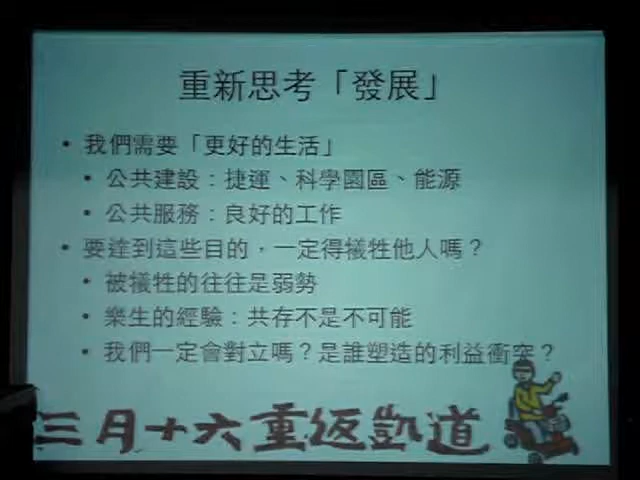 重新思考「發展」
• 我們需要「更好的生活」
• 公共建設：捷運、科學園區、能源
• 公共服務：良好的工作
• 要達到這些目的，一定得犧牲他人嗎？
• 被犧牲的往往是弱勢
• 樂生的經驗：共存不是不可能
• 我們一定會對立嗎？是誰塑造的利益衝突？
三月十六重返凱道